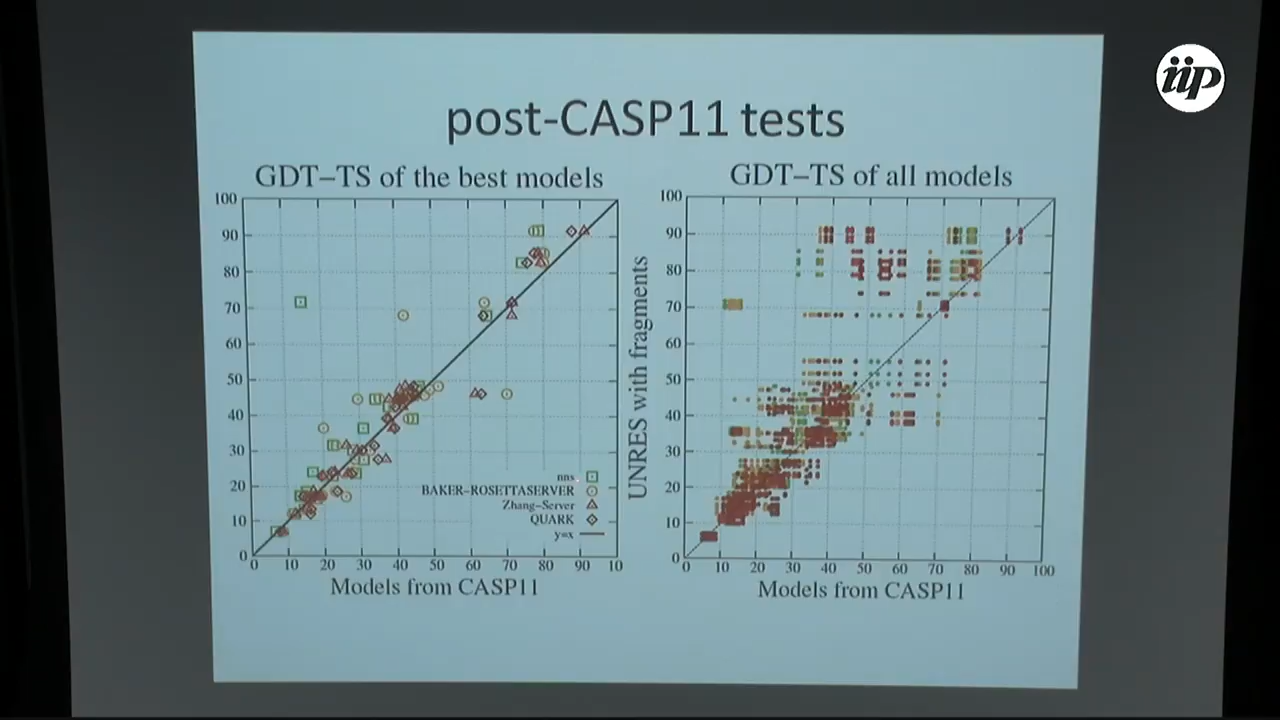 iip
post-CASP11 tests
GDT-TS of the best models
100
90
80
70
60
50
40
30
20
10
0
nns
BAKER-ROSETTASERVER
Zhang-Server
QUARK
y=x
0 10 20 30 40 50 60 70 80 90 10
Models from CASP11
GDT-TS of all models
UNRES with fragments
100
90
80
70
60
50
40
30
20
10
0
0 10 20 30 40 50 60 70 80 90 100
Models from CASP11